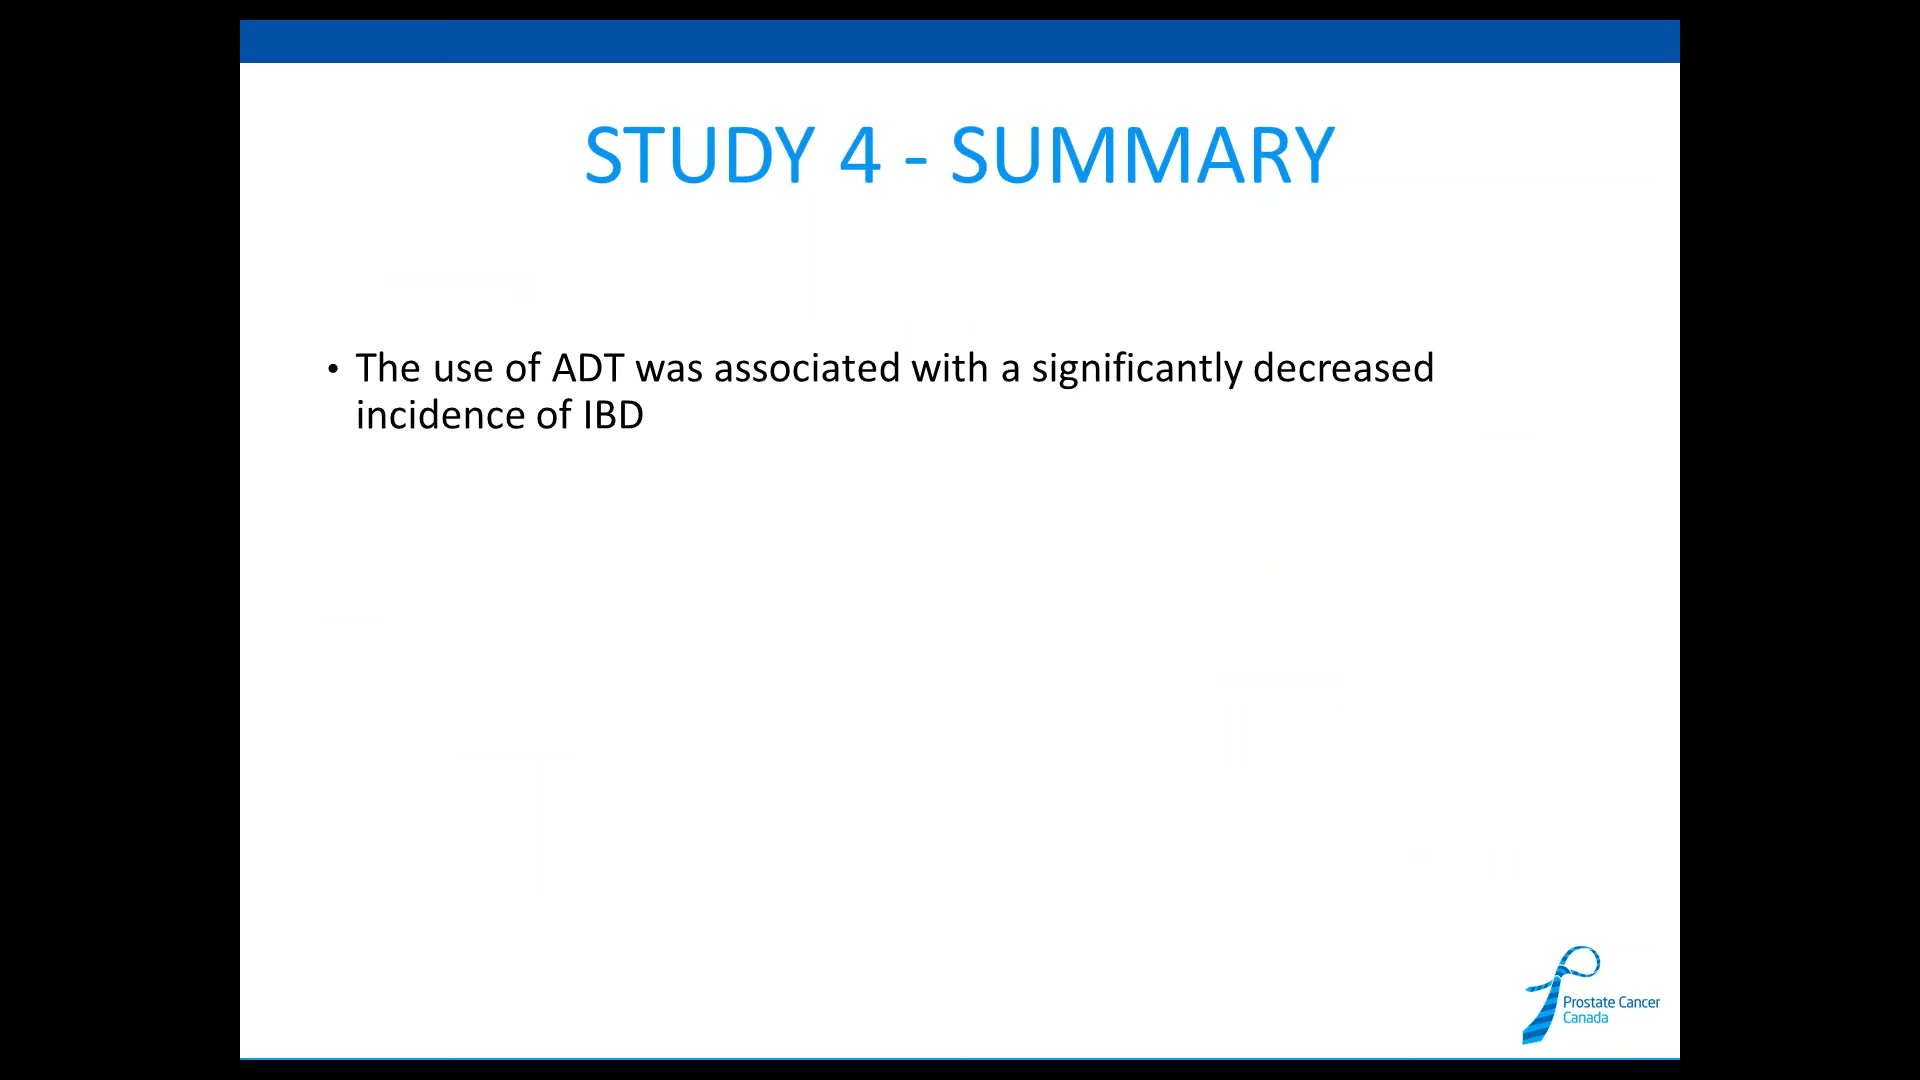 STUDY 4 - SUMMARY
• The use of ADT was associated with a significantly decreased
incidence of IBD
Prostate Cancer
Canada